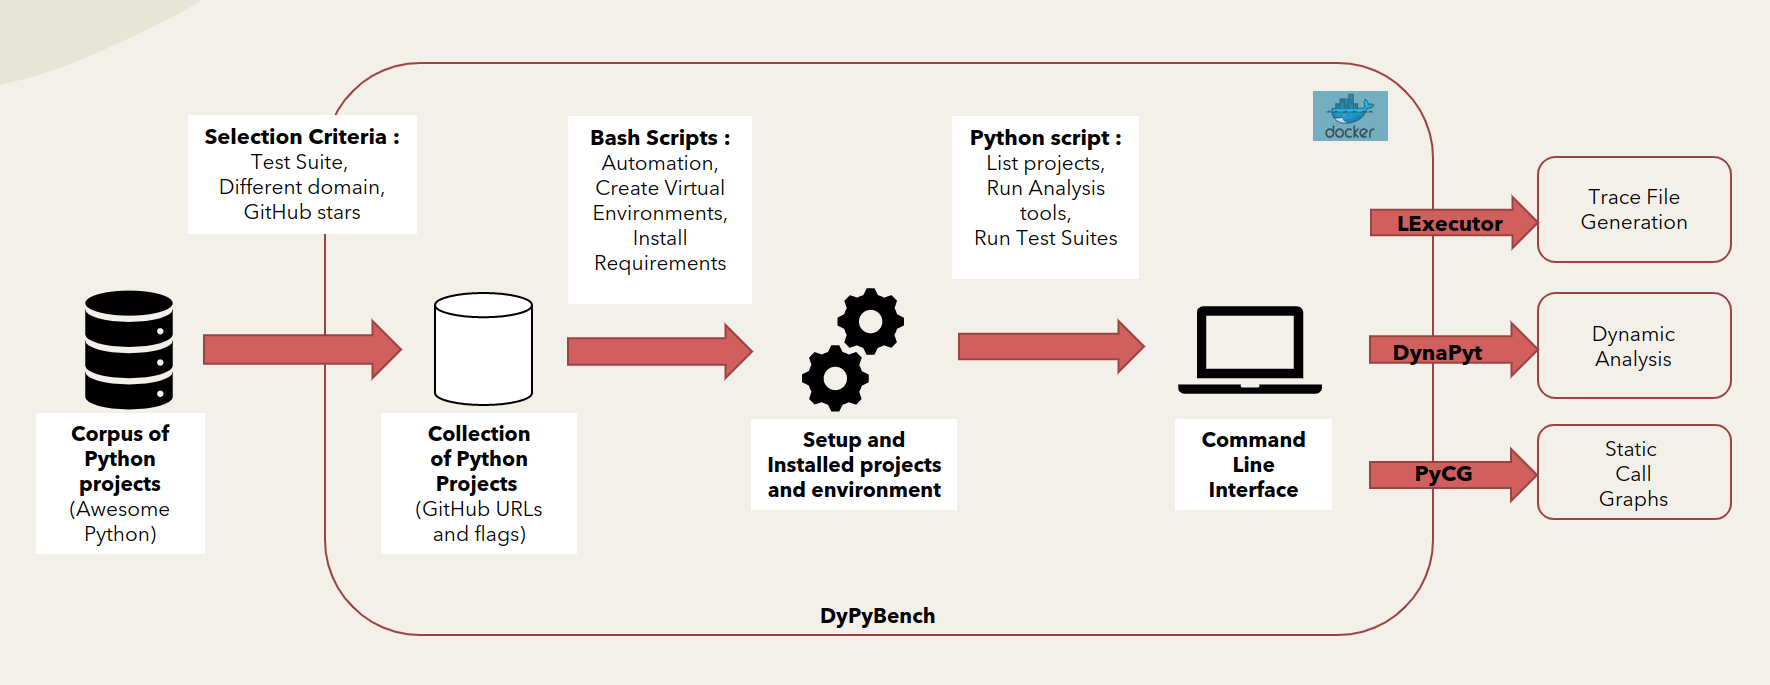 Selection Criteria :
Test Suite,
Different domain,
GitHub stars
Bash Scripts :
Automation,
Create Virtual
Environments,
Install
Requirements
Python script :
List projects,
Run Analysis
tools,
Run Test Suites
docker
Corpus of
Python
projects
(Awesome
Python)
Collection
of Python
Projects
(GitHub URLs
and flags)
Setup and
Installed projects
and environment
Command
Line
Interface
LExecutor
Trace File
Generation
DynaPyt
Dynamic
Analysis
PyCG
Static
Call
Graphs
DyPyBench